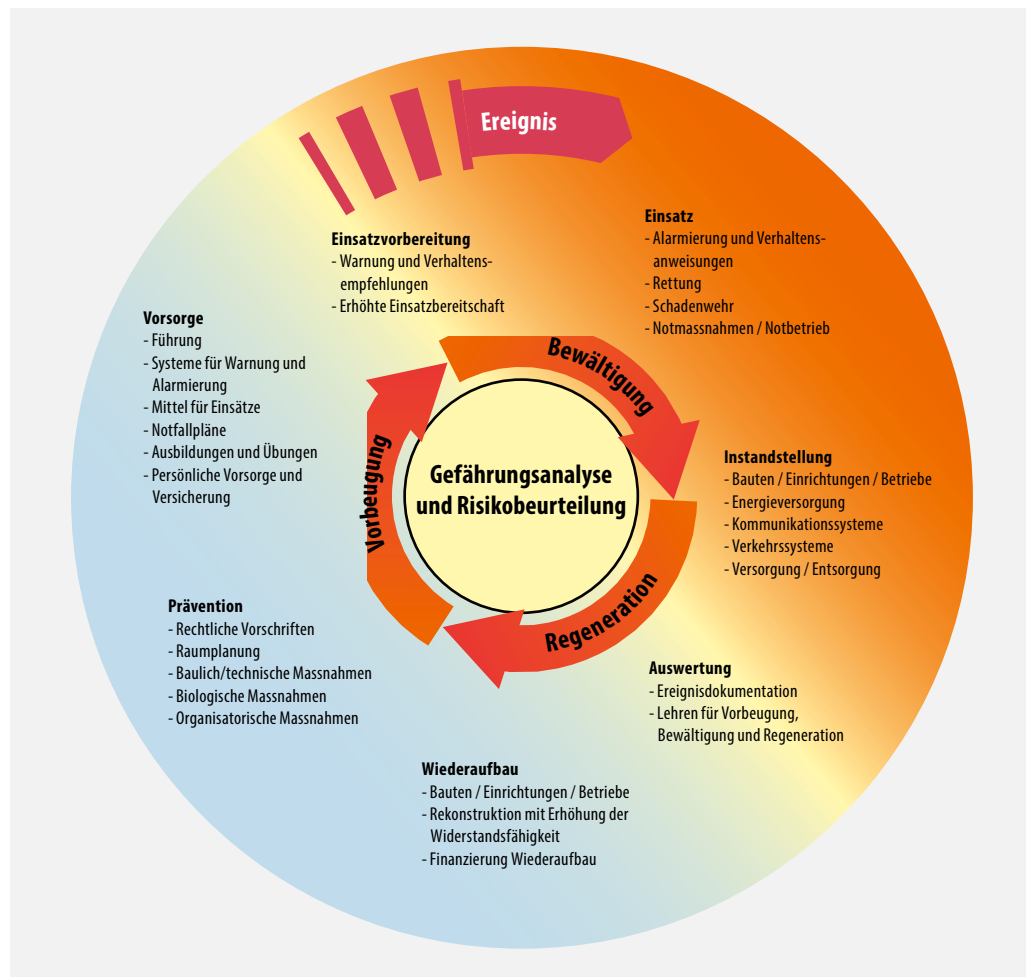 Ereignis
Einsatzvorbereitung
- Warnung und Verhaltens-
empfehlungen
- Erhöhte Einsatzbereitschaft
Einsatz
- Alarmierung und Verhaltens-
anweisungen
- Rettung
- Schadenwehr
- Notmassnahmen / Notbetrieb
Vorsorge
- Führung
- Systeme für Warnung und
Alarmierung
- Mittel für Einsätze
- Notfallpläne
- Ausbildungen und Übungen
- Persönliche Vorsorge und
Versicherung
Bewältigung
Vorbeugung
Gefährungsanalyse
und Risikobeurteilung
Regeneration
Instandstellung
- Bauten / Einrichtungen / Betriebe
- Energieversorgung
- Kommunikationssysteme
- Verkehrssysteme
- Versorgung / Entsorgung
Prävention
- Rechtliche Vorschriften
- Raumplanung
- Baulich/technische Massnahmen
- Biologische Massnahmen
- Organisatorische Massnahmen
Auswertung
- Ereignisdokumentation
- Lehren für Vorbeugung,
Bewältigung und Regeneration
Wiederaufbau
- Bauten / Einrichtungen / Betriebe
- Rekonstruktion mit Erhöhung der
Widerstandsfähigkeit
- Finanzierung Wiederaufbau